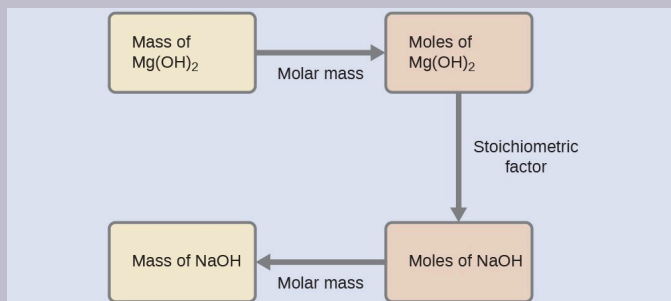 Mass of
Mg(OH)₂
Molar mass
Moles of
Mg(OH)₂
Stoichiometric
factor
Moles of NaOH
Molar mass
Mass of NaOH